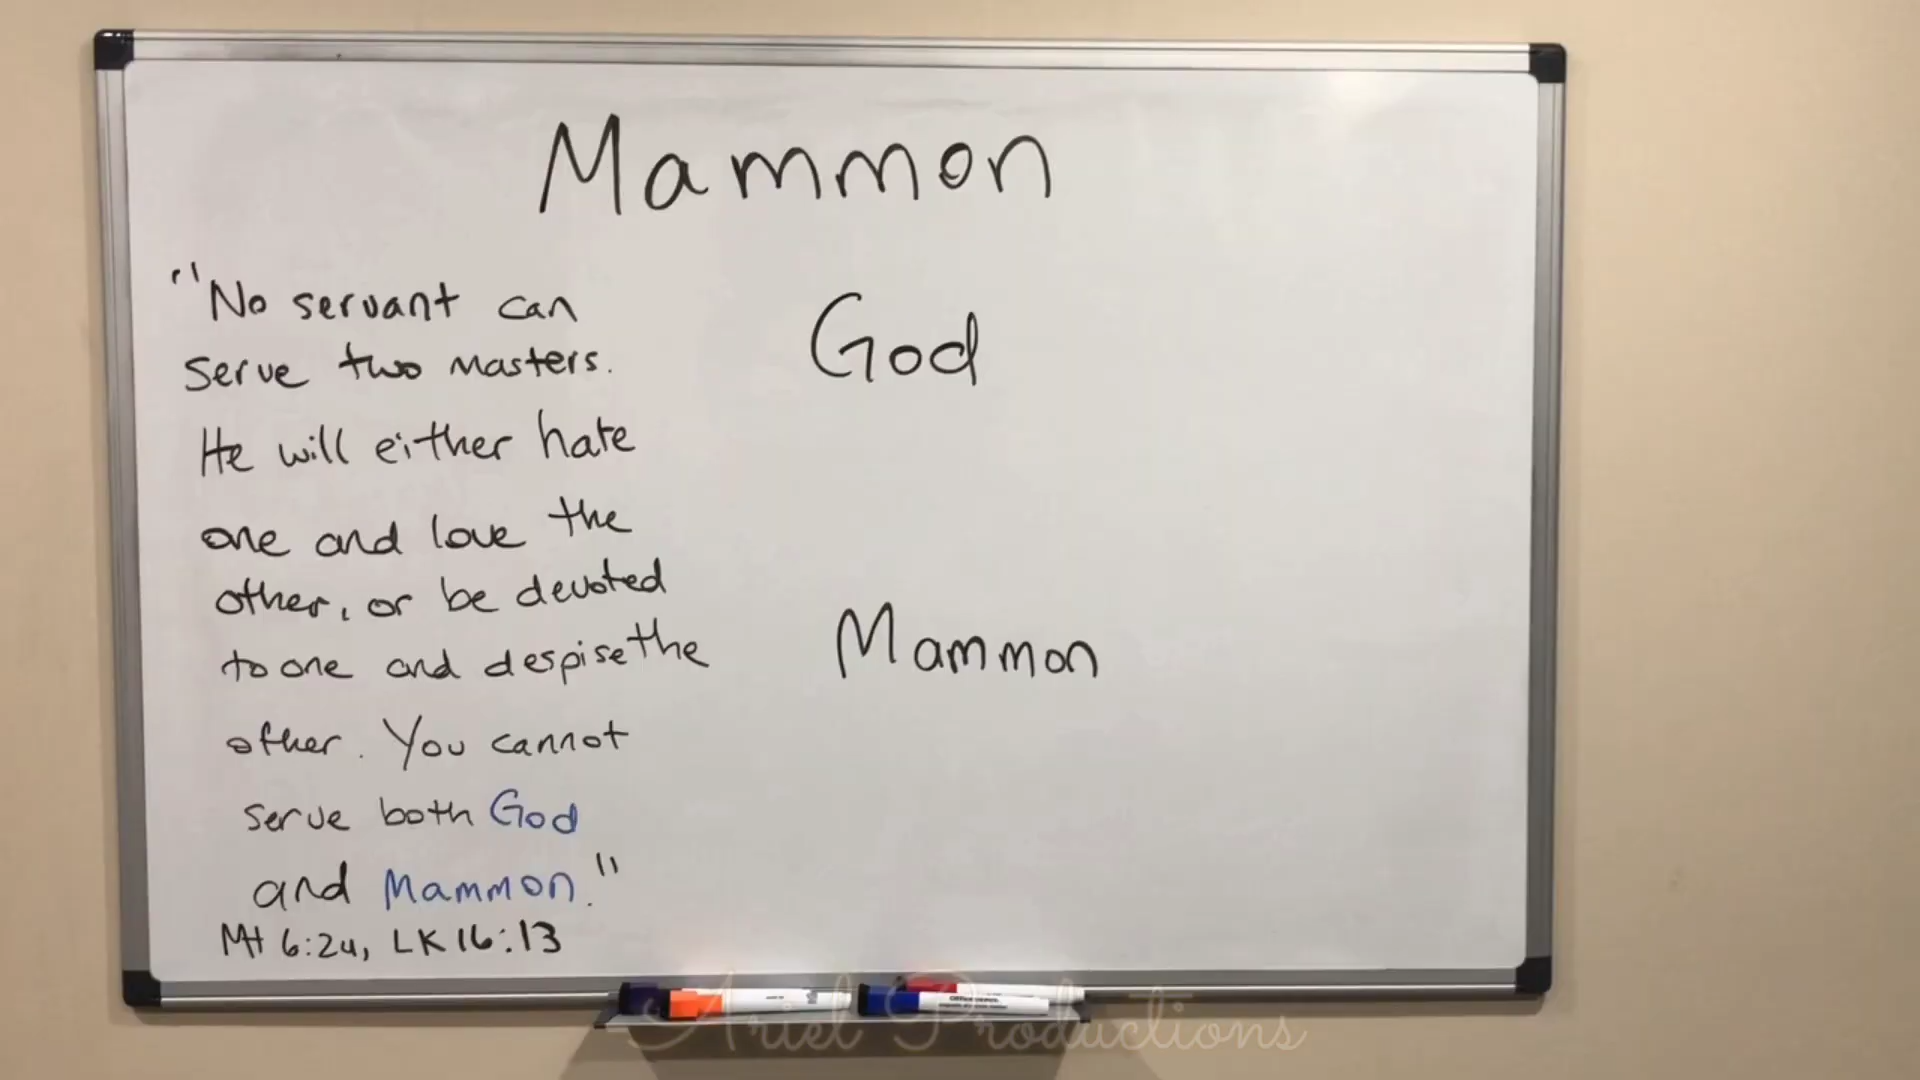 Mammon
"No servant can
serve two masters.
He will either hate
one and love the
other, or be devoted
to one and despise the
other. You cannot
serve both God
and Mammon."
Mt 6:24, LK 16:13
God
Mammon
Ariel Productions